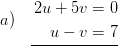 a) 2u + 5v = 0
u - v = 7